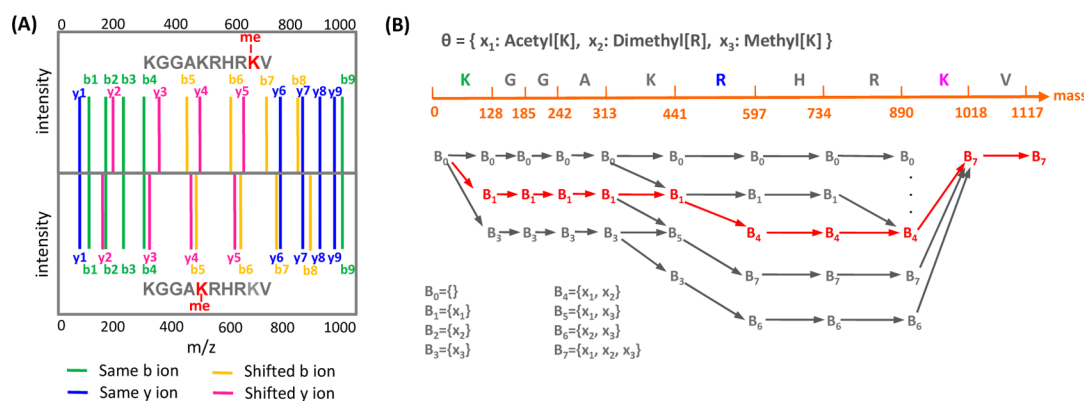 (A)
0 200 400 600 800 1000
me
KGGAKRHRKV
b1 b2 b3 b4 b5 b6 b7 b8 b9
y1 y2 y3 y4 y5 y6 y7 y8 y9
intensity
intensity
y1 y2 y3 y4 y5 y6 y7 y8 y9
b1 b2 b3 b4 b5 b6 b7 b8 b9
KGGAKRHRKV
me
0 200 400 600 800 1000
m/z
Same b ion Shifted b ion
Same y ion Shifted y ion
(B)
θ = { x1: Acetyl[K], x2: Dimethyl[R], x3: Methyl[K] }
K G G A K R H R K V
mass
0 128 185 242 313 441 597 734 890 1018 1117
B0 B0 B0 B0 B0 B0 B0 B0 B0 B7 B7
B1 B1 B1 B1 B1 B1 B1
B4 B4 B4
B3 B3 B3 B3 B5
B3 B7 B7 B7
B6 B6 B6
B0={} B4={x1, x2}
B1={x1} B5={x1, x3}
B2={x2} B6={x2, x3}
B3={x3} B7={x1, x2, x3}